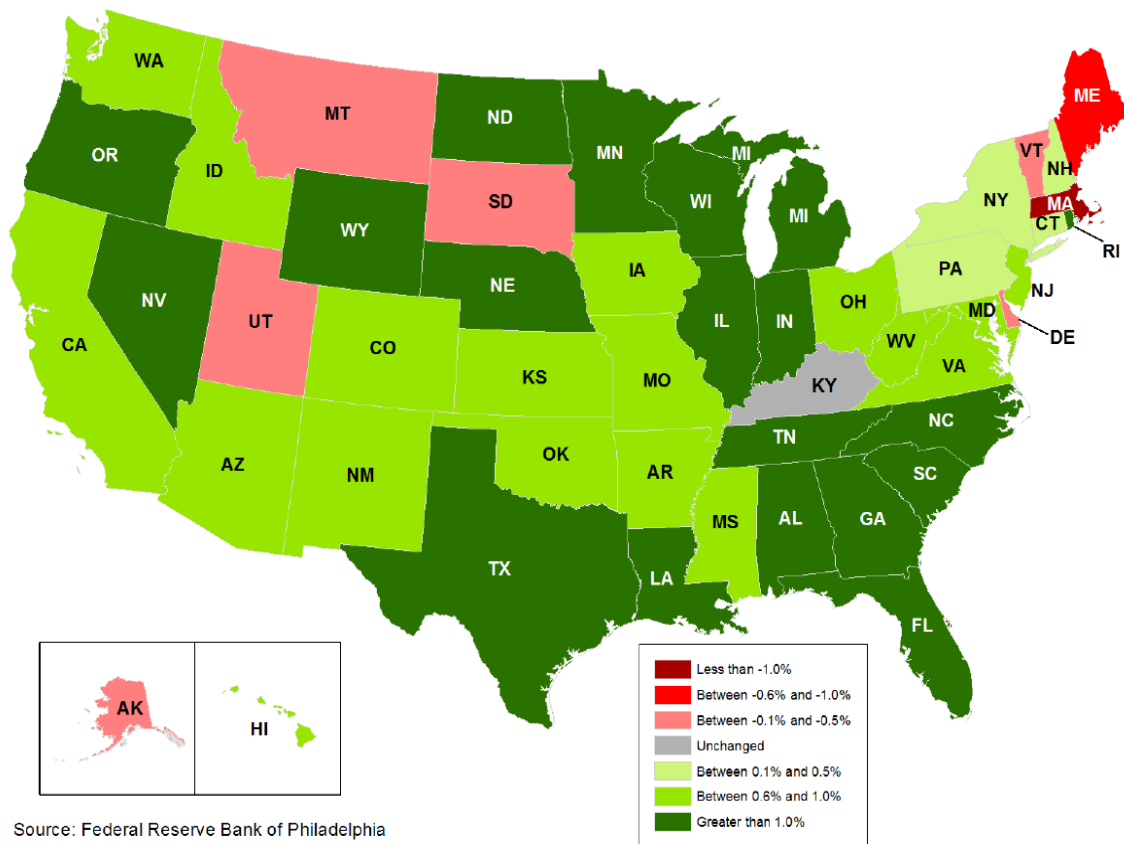 WA
MT
ME
ND
VT
MN
MI
OR
NH
ID
SD
NY
WI
MA
MI
WY
CT
RI
PA
IA
NE
NJ
OH
NV
IL
IN
MD
UT
DE
CO
WV
CA
VA
KS
MO
KY
NC
TN
OK
AZ
AR
NM
SC
MS
AL
GA
TX
LA
FL
AK
HI
Less than -1.0%
Between -0.6% and -1.0%
Between -0.1% and -0.5%
Unchanged
Between 0.1% and 0.5%
Between 0.6% and 1.0%
Greater than 1.0%
Source: Federal Reserve Bank of Philadelphia